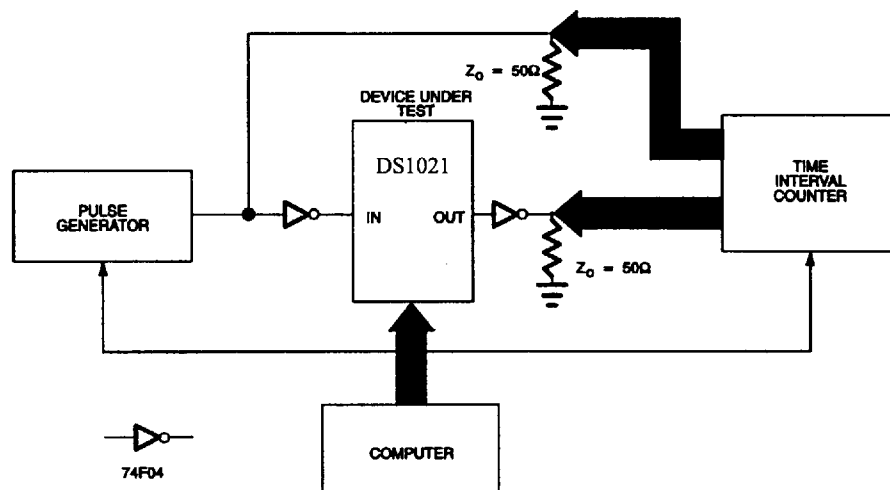 Z₀ = 50Ω
DEVICE UNDER
TEST
DS1021
IN
OUT
PULSE
GENERATOR
TIME
INTERVAL
COUNTER
Z₀ = 50Ω
COMPUTER
74F04